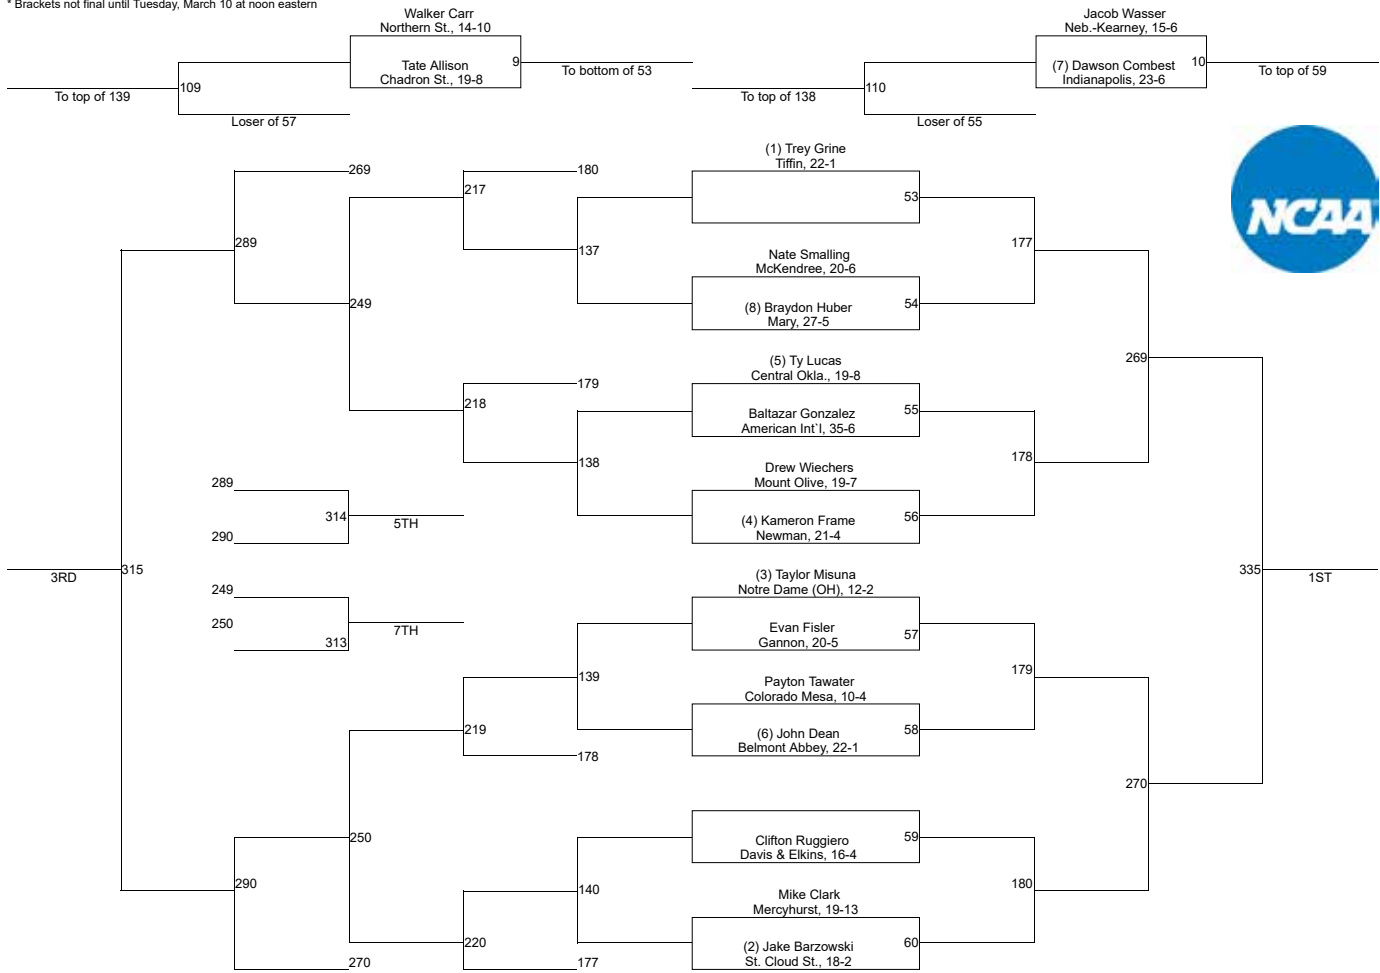 * Brackets not final until Tuesday, March 10 at noon eastern
Walker Carr
Northern St., 14-10
Tate Allison
Chadron St., 19-8
9
To bottom of 53
To top of 139
109
Loser of 57
Jacob Wasser
Neb.-Kearney, 15-6
(7) Dawson Combest
Indianapolis, 23-6
10
To top of 59
To top of 138
110
Loser of 55
NCAA
(1) Trey Grine
Tiffin, 22-1
53
Nate Smalling
McKendree, 20-6
(8) Braydon Huber
Mary, 27-5
54
(5) Ty Lucas
Central Okla., 19-8
Baltazar Gonzalez
American Int`l, 35-6
55
Drew Wiechers
Mount Olive, 19-7
(4) Kameron Frame
Newman, 21-4
56
(3) Taylor Misuna
Notre Dame (OH), 12-2
Evan Fisler
Gannon, 20-5
57
Payton Tawater
Colorado Mesa, 10-4
(6) John Dean
Belmont Abbey, 22-1
58
Clifton Ruggiero
Davis & Elkins, 16-4
59
Mike Clark
Mercyhurst, 19-13
(2) Jake Barzowski
St. Cloud St., 18-2
60
177
178
179
180
269
270
335
1ST
180
137
179
138
139
178
140
177
217
218
219
220
269
249
250
270
289
290
289
290
314
5TH
249
250
313
7TH
315
3RD